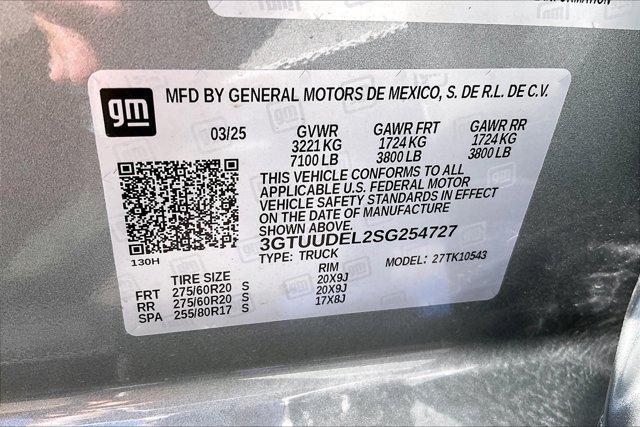 INFORMATION
gm
MFD BY GENERAL MOTORS DE MEXICO, S. DE R.L. DE C.V.
03/25 GVWR GAWR FRT GAWR RR
3221 KG 1724 KG 1724 KG
7100 LB 3800 LB 3800 LB
THIS VEHICLE CONFORMS TO ALL
APPLICABLE U.S. FEDERAL MOTOR
VEHICLE SAFETY STANDARDS IN EFFECT
ON THE DATE OF MANUFACTURE
SHOWN ABOVE.
3GTUUDEL2SG254727
130H
TYPE: TRUCK MODEL: 27TK10543
TIRE SIZE RIM
FRT 275/60R20 S 20X9J
RR 275/60R20 S 20X9J
SPA 255/80R17 S 17X8J